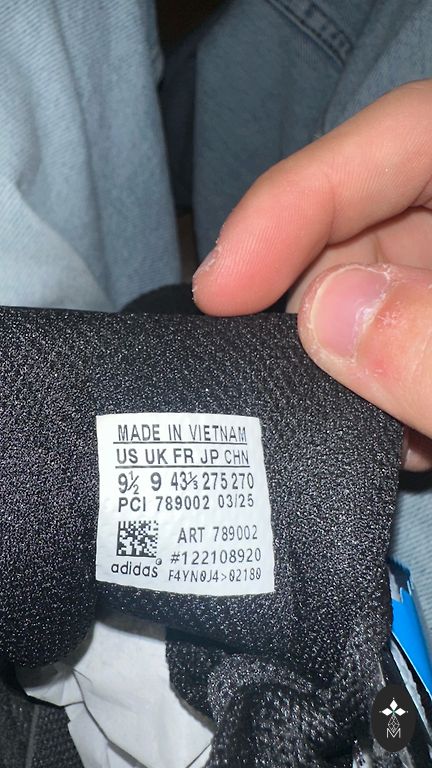 MADE IN VIETNAM
US UK FR JP CHN
9½ 9 43⅓ 275 270
PCI 789002 03/25
ART 789002
#122108920
adidas F4YN0J4>02180